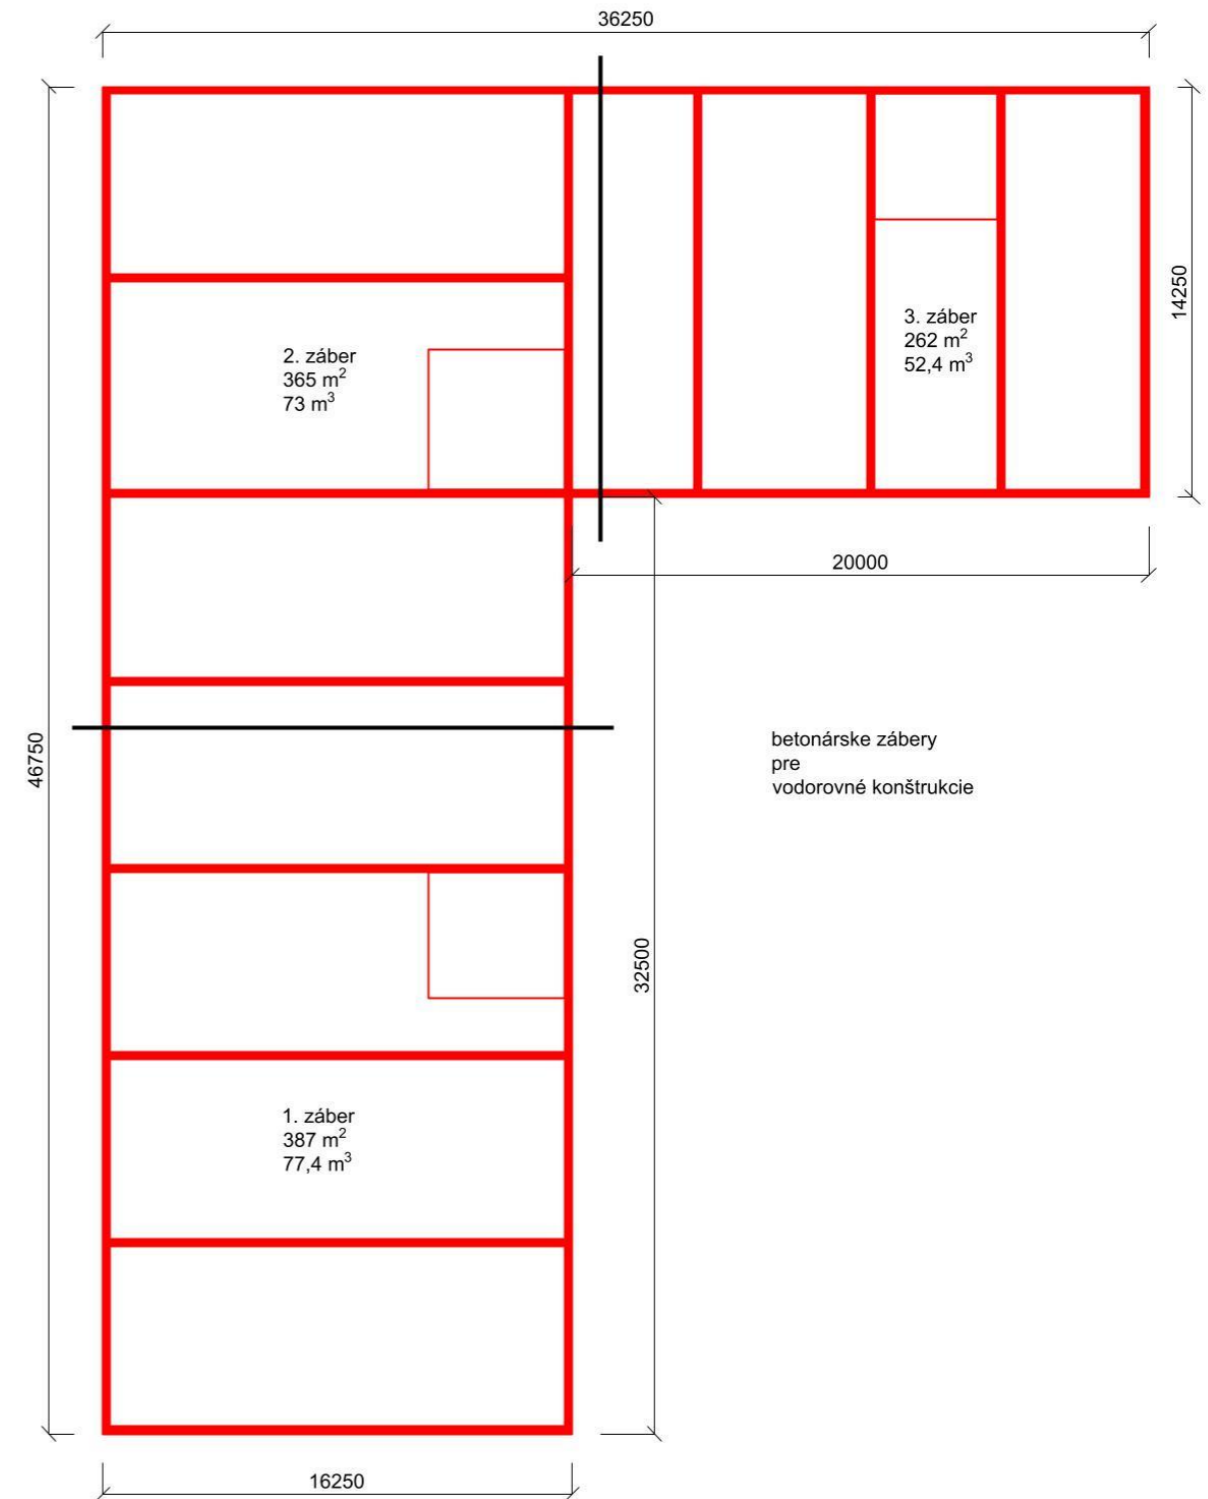 36250
14250
3. záber
262 m²
52,4 m³
2. záber
365 m²
73 m³
20000
46750
betonárske zábery
pre
vodorovné konštrukcie
32500
1. záber
387 m²
77,4 m³
16250